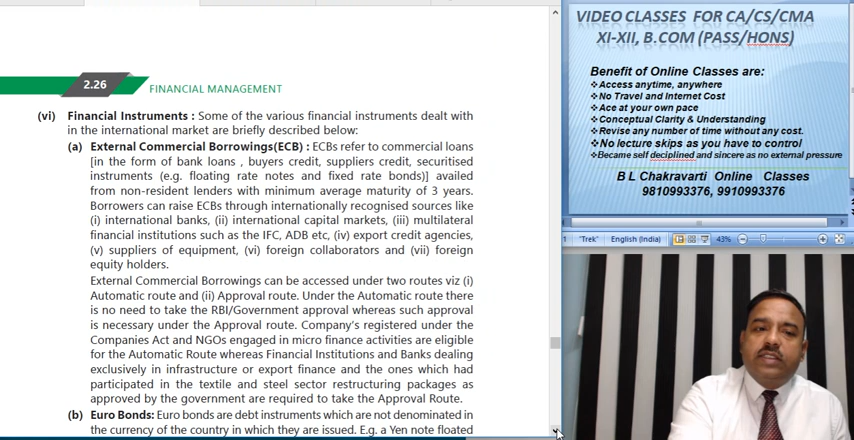 2.26
FINANCIAL MANAGEMENT
(vi) Financial Instruments : Some of the various financial instruments dealt with
in the international market are briefly described below:
(a) External Commercial Borrowings(ECB) : ECBs refer to commercial loans
[in the form of bank loans , buyers credit, suppliers credit, securitised
instruments (e.g. floating rate notes and fixed rate bonds)] availed
from non-resident lenders with minimum average maturity of 3 years.
Borrowers can raise ECBs through internationally recognised sources like
(i) international banks, (ii) international capital markets, (iii) multilateral
financial institutions such as the IFC, ADB etc, (iv) export credit agencies,
(v) suppliers of equipment, (vi) foreign collaborators and (vii) foreign
equity holders.
External Commercial Borrowings can be accessed under two routes viz (i)
Automatic route and (ii) Approval route. Under the Automatic route there
is no need to take the RBI/Government approval whereas such approval
is necessary under the Approval route. Company's registered under the
Companies Act and NGOs engaged in micro finance activities are eligible
for the Automatic Route whereas Financial Institutions and Banks dealing
exclusively in infrastructure or export finance and the ones which had
participated in the textile and steel sector restructuring packages as
approved by the government are required to take the Approval Route.
(b) Euro Bonds: Euro bonds are debt instruments which are not denominated in
the currency of the country in which they are issued. E.g. a Yen note floated
VIDEO CLASSES FOR CA/CS/CMA
XI-XII, B.COM (PASS/HONS)
Benefit of Online Classes are:
❖Access anytime, anywhere
❖No Travel and Internet Cost
❖Ace at your own pace
❖Conceptual Clarity & Understanding
❖Revise any number of time without any cost.
❖No lecture skips as you have to control
❖Became self deciplined and sincere as no external pressure
B L Chakravarti Online Classes
9810993376, 9910993376
1 "Trek" English (India) 43%